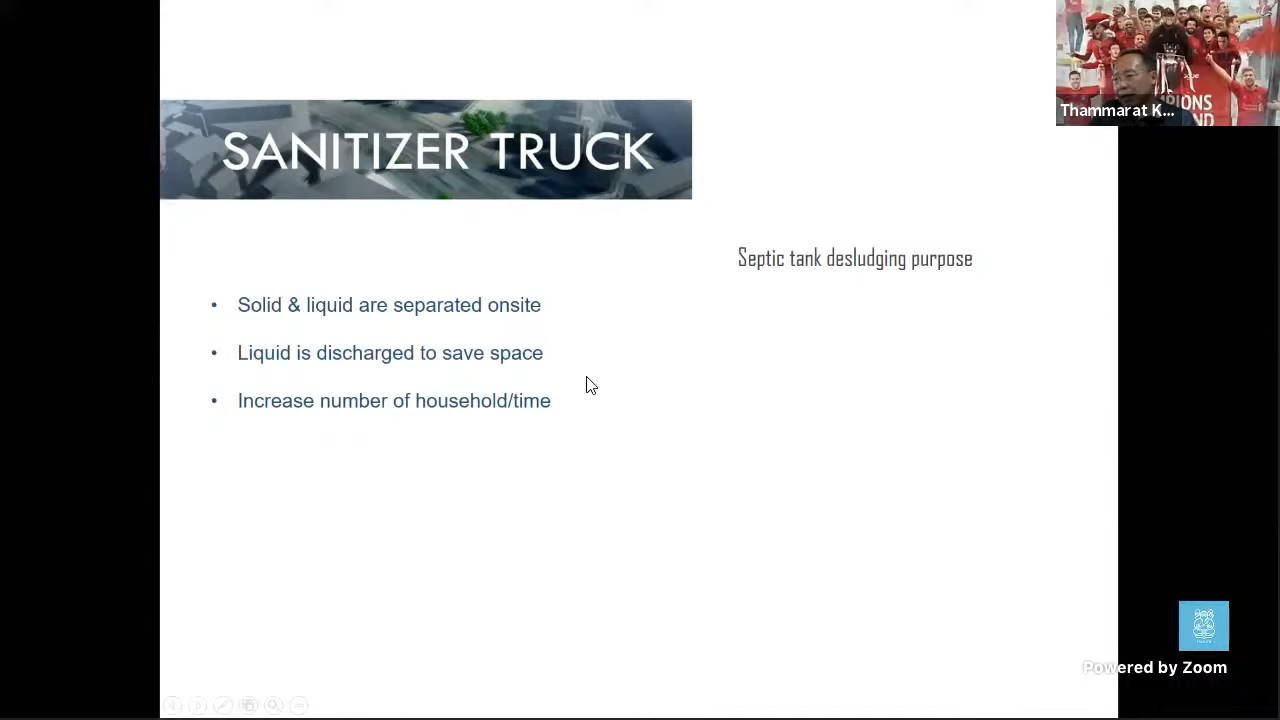 SANITIZER TRUCK
Septic tank desludging purpose
• Solid & liquid are separated onsite
• Liquid is discharged to save space
• Increase number of household/time
Thammarat K...
Powered by Zoom